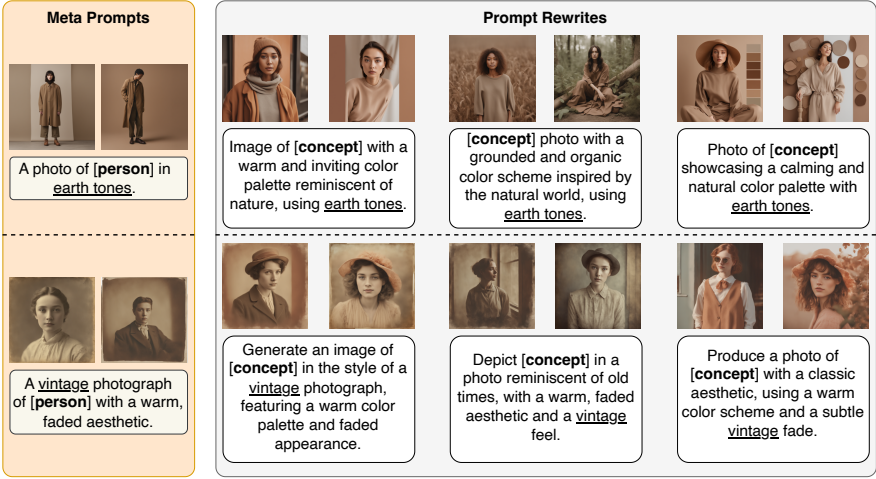 Meta Prompts
Prompt Rewrites
A photo of [person] in
earth tones.
Image of [concept] with a
warm and inviting color
palette reminiscent of
nature, using earth tones.
[concept] photo with a
grounded and organic
color scheme inspired by
the natural world, using
earth tones.
Photo of [concept]
showcasing a calming and
natural color palette with
earth tones.
A vintage photograph
of [person] with a warm,
faded aesthetic.
Generate an image of
[concept] in the style of a
vintage photograph,
featuring a warm color
palette and faded
appearance.
Depict [concept] in a
photo reminiscent of old
times, with a warm, faded
aesthetic and a vintage
feel.
Produce a photo of
[concept] with a classic
aesthetic, using a warm
color scheme and a subtle
vintage fade.